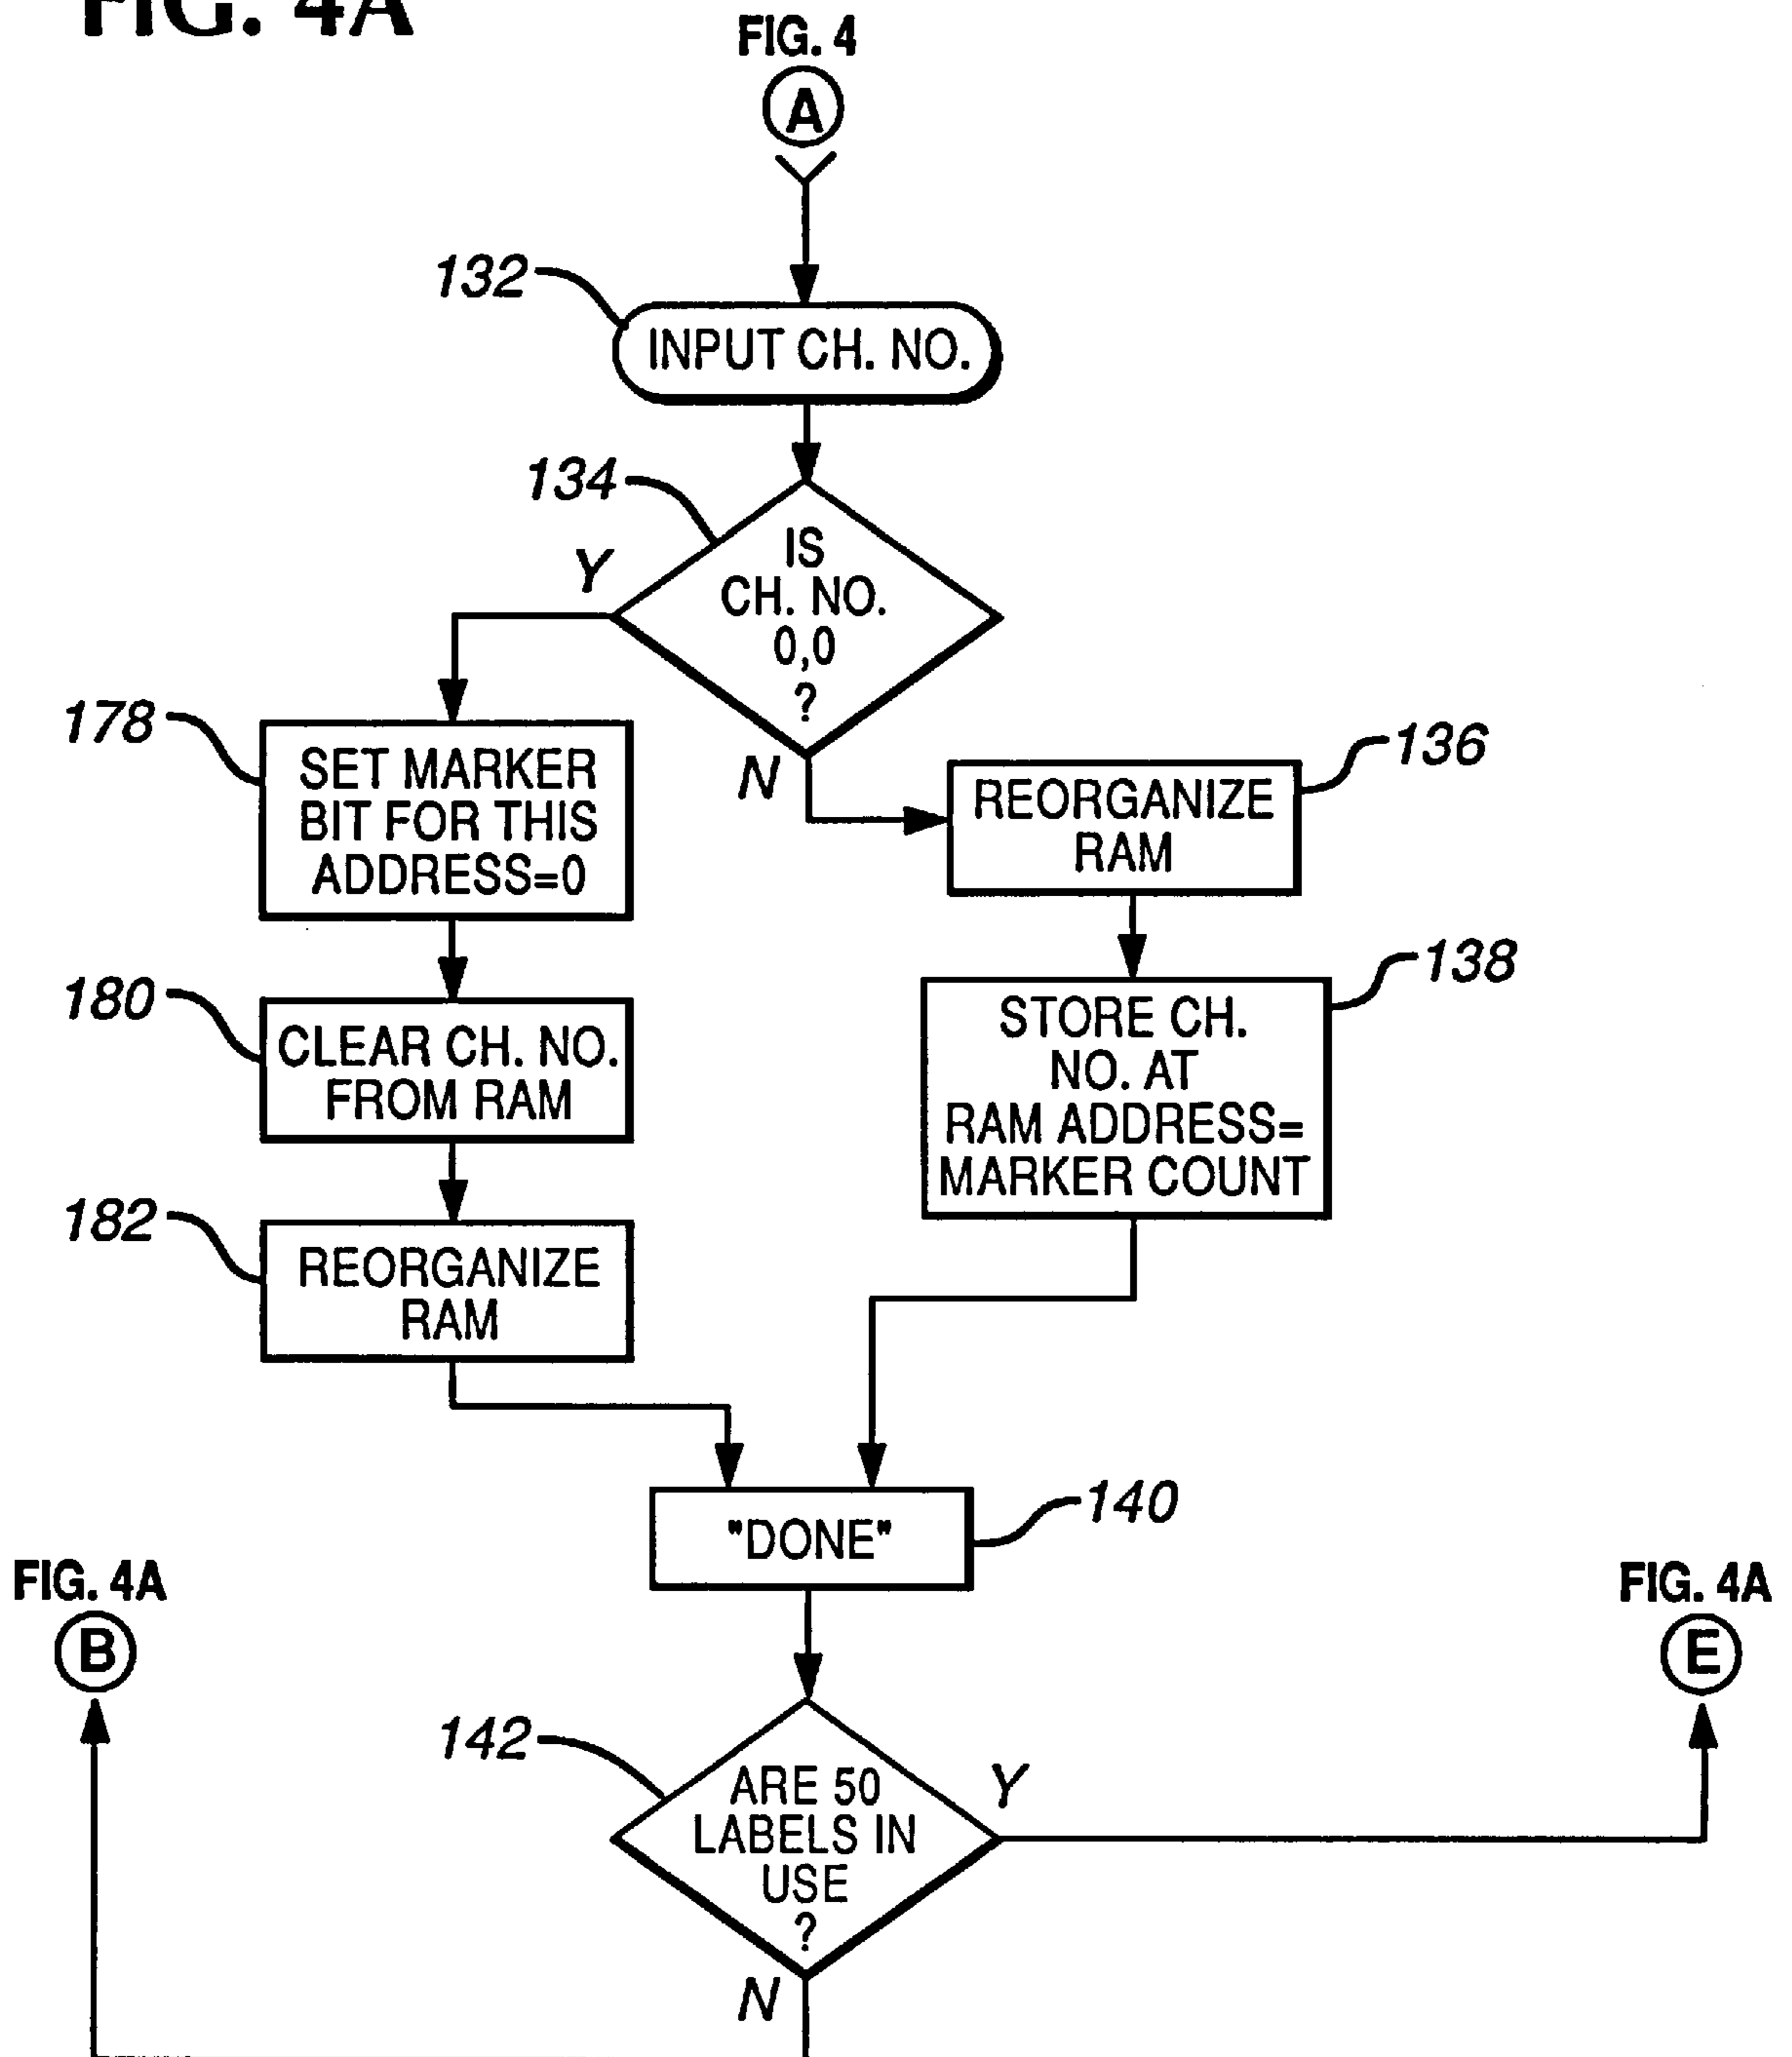 FIG. 4A
FIG. 4
A
132
INPUT CH. NO.
134
IS
CH. NO.
0,0
?
Y
N
178
SET MARKER
BIT FOR THIS
ADDRESS=0
136
REORGANIZE
RAM
180
CLEAR CH. NO.
FROM RAM
138
STORE CH.
NO. AT
RAM ADDRESS=
MARKER COUNT
182
REORGANIZE
RAM
"DONE"
140
FIG. 4A
B
FIG. 4A
E
142
ARE 50
LABELS IN
USE
?
Y
N